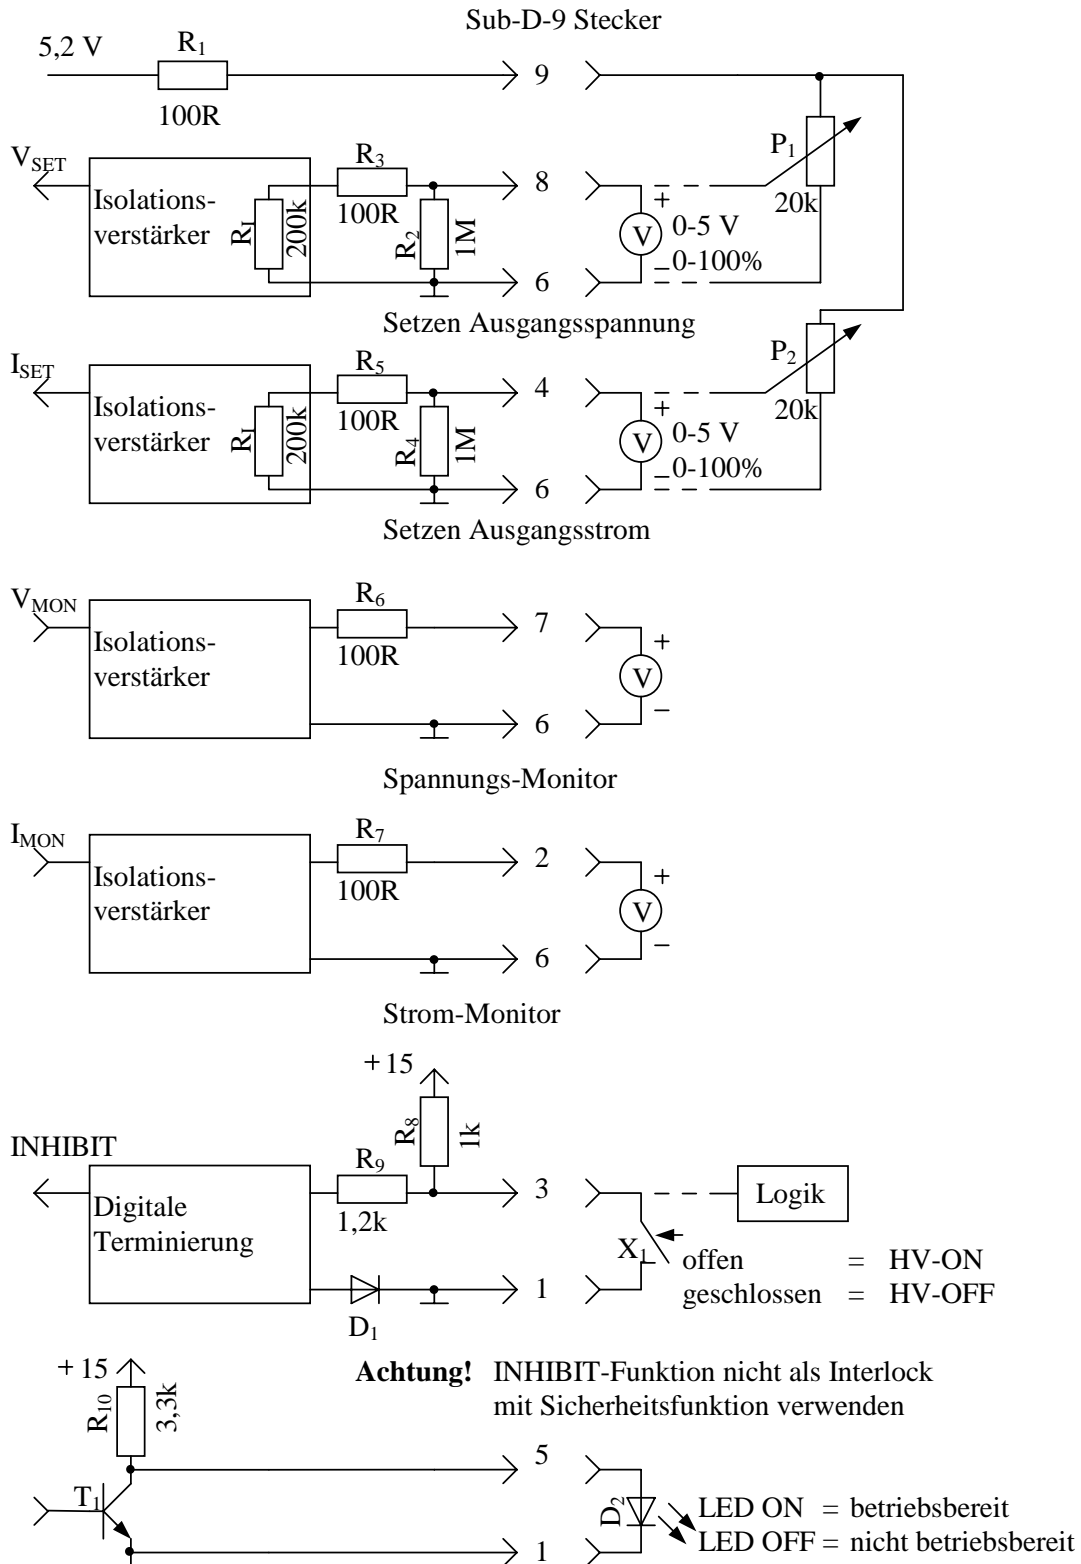 Sub-D-9 Stecker
5,2 V
R1
100R
9
P1
20k
VSET
Isolations-
verstärker
RI
200k
R3
100R
R2
1M
8
+
V
0-5 V
0-100%
–
6
Setzen Ausgangsspannung
ISET
Isolations-
verstärker
RI
200k
R5
100R
R4
1M
4
P2
20k
+
V
0-5 V
0-100%
–
6
Setzen Ausgangsstrom
VMON
Isolations-
verstärker
R6
100R
7
+
V
–
6
Spannungs-Monitor
IMON
Isolations-
verstärker
R7
100R
2
+
V
–
6
Strom-Monitor
+15
R8
1k
INHIBIT
Digitale
Terminierung
R9
1,2k
3
Logik
X1
offen = HV-ON
geschlossen = HV-OFF
D1
1
Achtung! INHIBIT-Funktion nicht als Interlock
mit Sicherheitsfunktion verwenden
+15
R10
3,3k
T1
5
D2
LED ON = betriebsbereit
LED OFF = nicht betriebsbereit
1